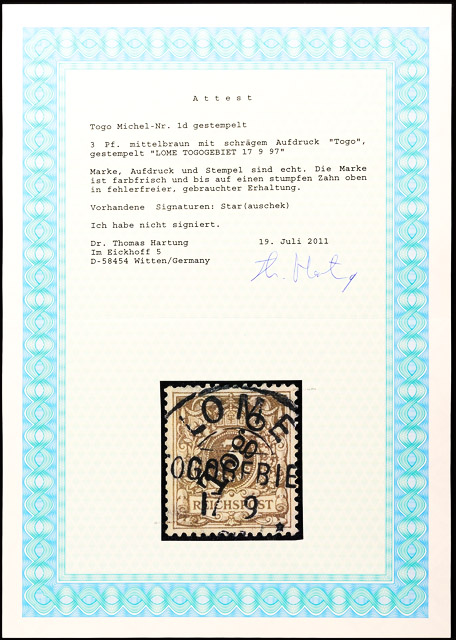 Attest
Togo Michel-Nr. 1d gestempelt
3 Pf. mittelbraun mit schrägem Aufdruck "Togo",
gestempelt "LOME TOGOGEBIET 17 9 97"
Marke, Aufdruck und Stempel sind echt. Die Marke
ist farbfrisch und bis auf einen stumpfen Zahn oben
in fehlerfreier, gebrauchter Erhaltung.
Vorhandene Signaturen: Star(auschek)
Ich habe nicht signiert.
Dr. Thomas Hartung 19. Juli 2011
Im Eickhoff 5
D-58454 Witten/Germany
LOME
Togo
REICHSPOST
17 9